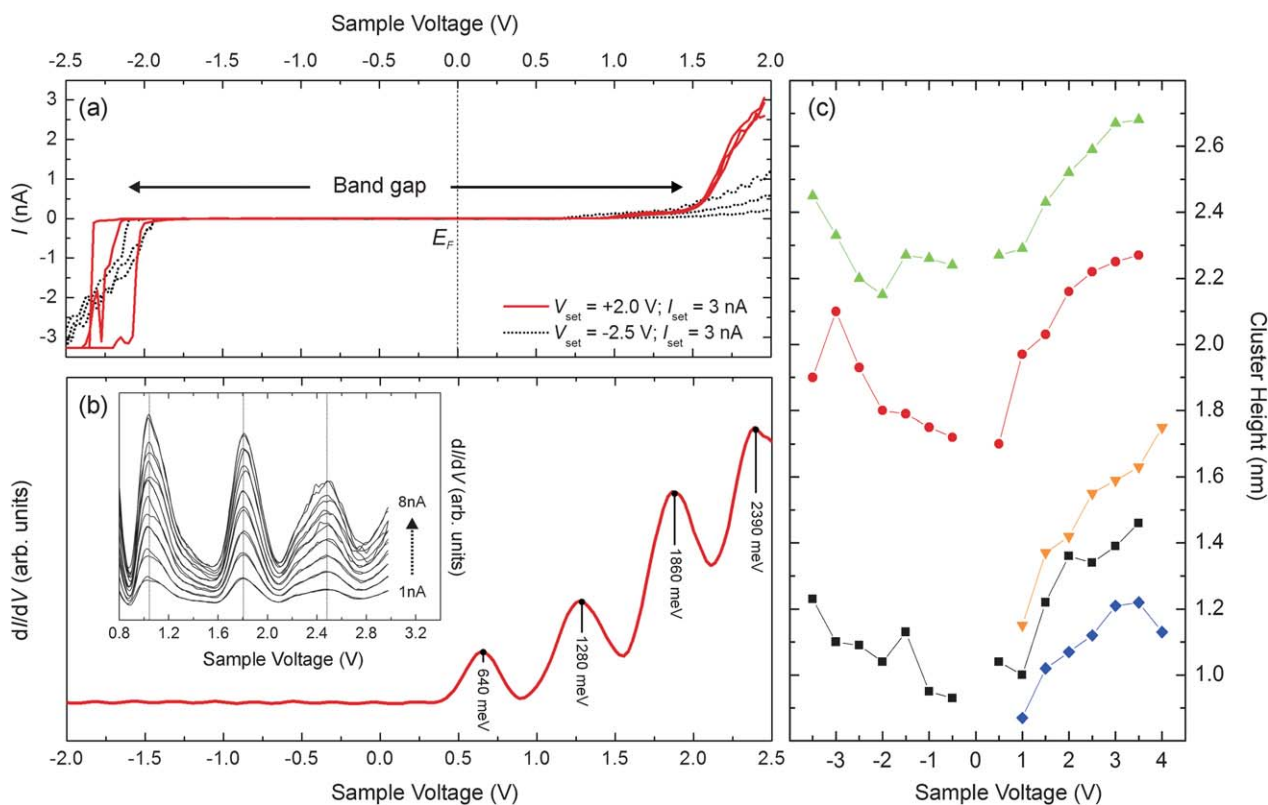 Sample Voltage (V)
-2.5 -2.0 -1.5 -1.0 -0.5 0.0 0.5 1.0 1.5 2.0
(a)
I (nA)
3
2
1
0
-1
-2
-3
Band gap
E_F
V_set = +2.0 V; I_set = 3 nA
V_set = -2.5 V; I_set = 3 nA
(b)
dI/dV (arb. units)
dI/dV (arb. units)
8nA
1nA
0.8 1.2 1.6 2.0 2.4 2.8 3.2
Sample Voltage (V)
640 meV
1280 meV
1860 meV
2390 meV
-2.0 -1.5 -1.0 -0.5 0.0 0.5 1.0 1.5 2.0 2.5
Sample Voltage (V)
(c)
2.6
2.4
2.2
2.0
1.8
1.6
1.4
1.2
1.0
Cluster Height (nm)
-3 -2 -1 0 1 2 3 4
Sample Voltage (V)